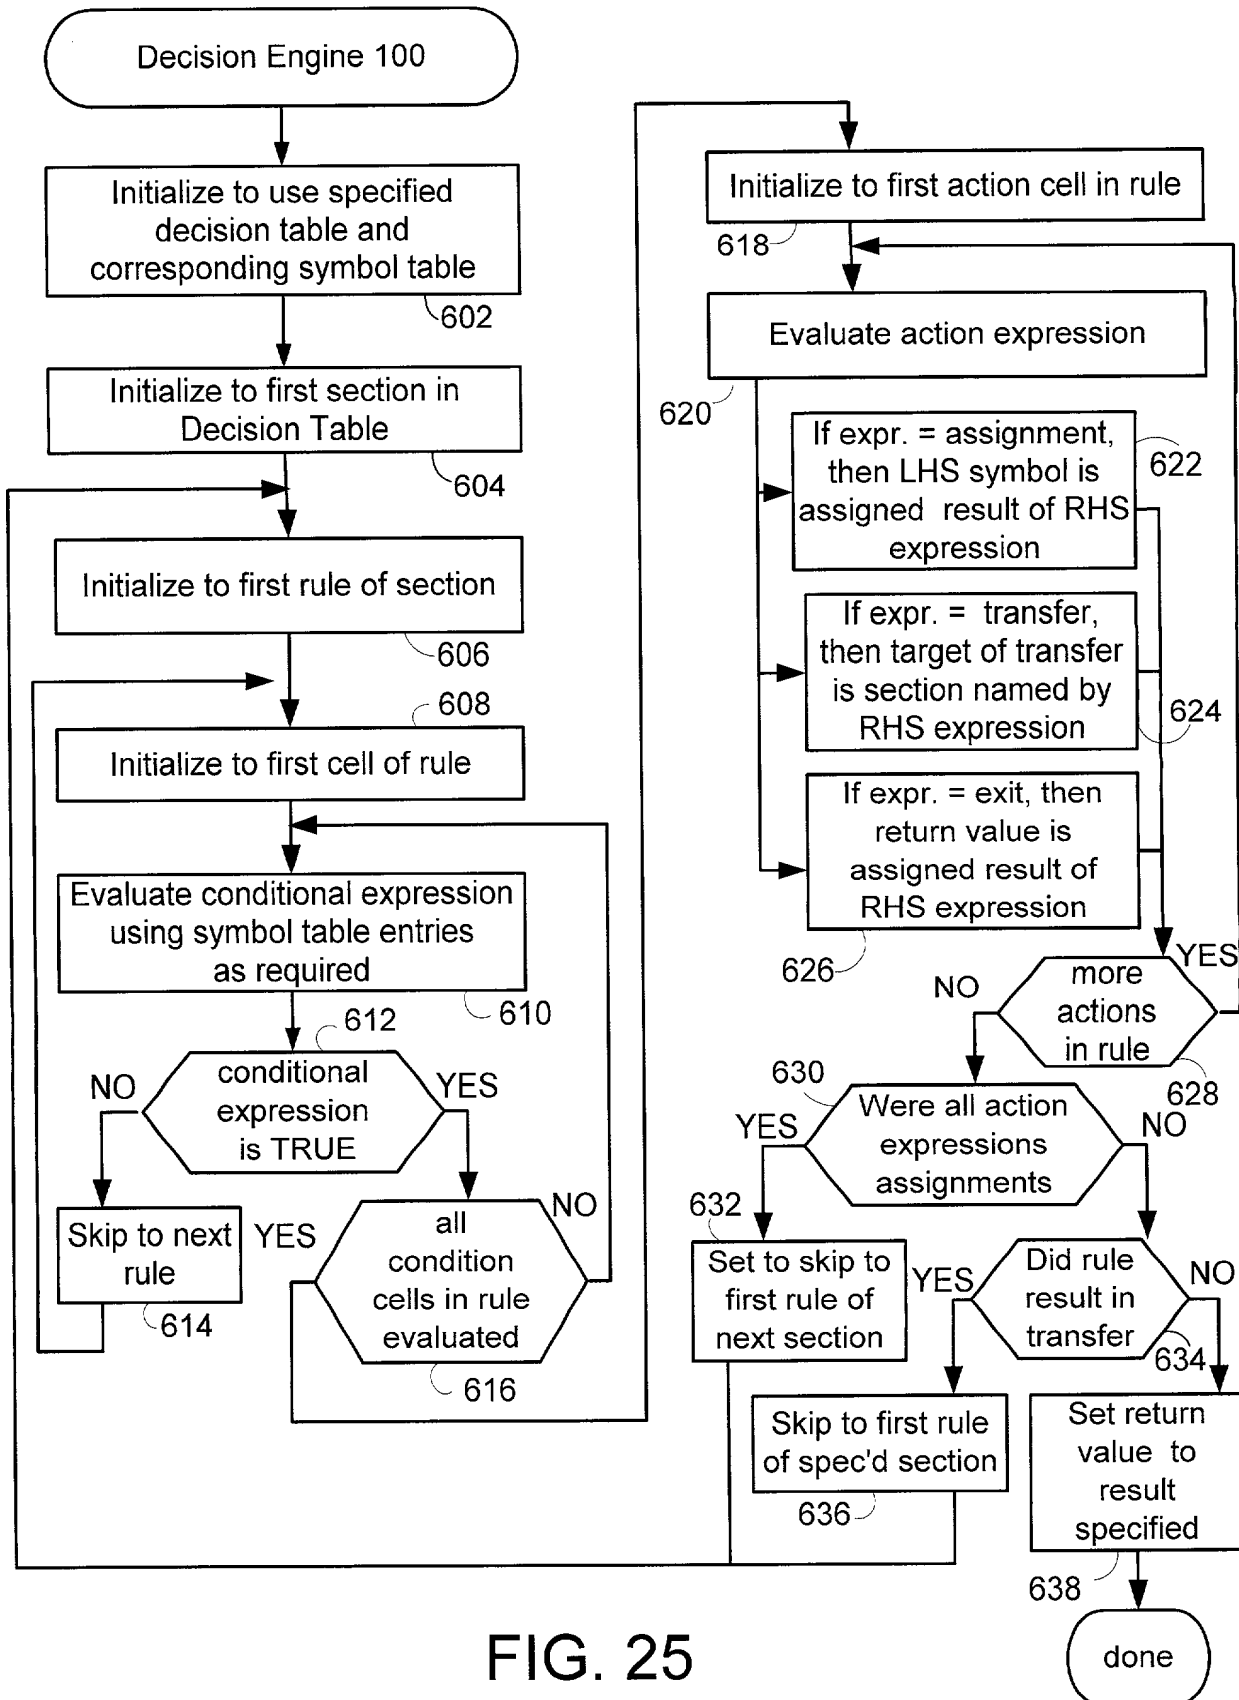 Decision Engine 100
Initialize to use specified
decision table and
corresponding symbol table
602
Initialize to first section in
Decision Table
604
Initialize to first rule of section
606
608
Initialize to first cell of rule
Evaluate conditional expression
using symbol table entries
as required
610
612
NO
conditional
expression
is TRUE
YES
Skip to next
rule
614
YES
all
condition
cells in rule
evaluated
NO
616
Initialize to first action cell in rule
618
Evaluate action expression
620
If expr. = assignment,
then LHS symbol is
assigned result of RHS
expression
622
If expr. = transfer,
then target of transfer
is section named by
RHS expression
624
If expr. = exit, then
return value is
assigned result of
RHS expression
626
YES
NO
more
actions
in rule
628
630
YES
Were all action
expressions
assignments
NO
632
Set to skip to
first rule of
next section
YES
Did rule
result in
transfer
NO
634
Skip to first rule
of spec'd section
636
Set return
value to
result
specified
638
done
FIG. 25